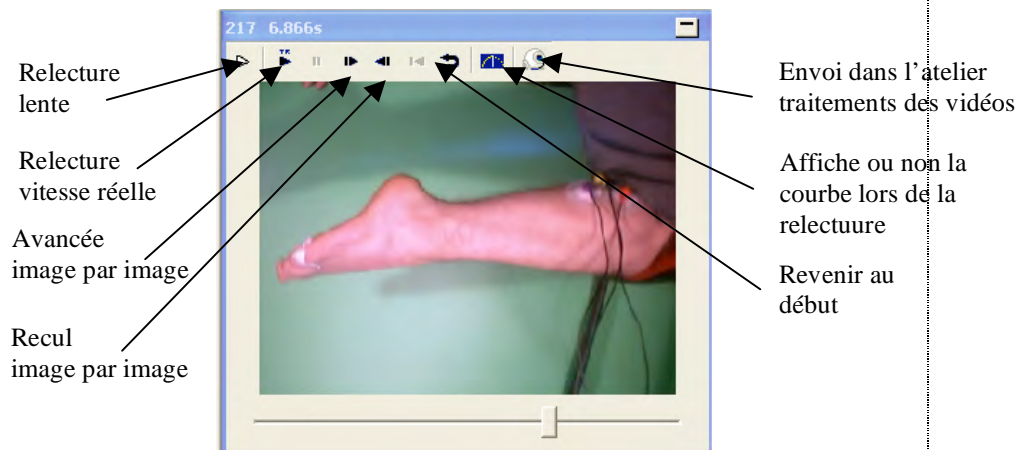 217 6.866s
TR
Relecture
lente
Relecture
vitesse réelle
Avancée
image par image
Recul
image par image
Envoi dans l’atelier
traitements des vidéos
Affiche ou non la
courbe lors de la
relectuure
Revenir au
début